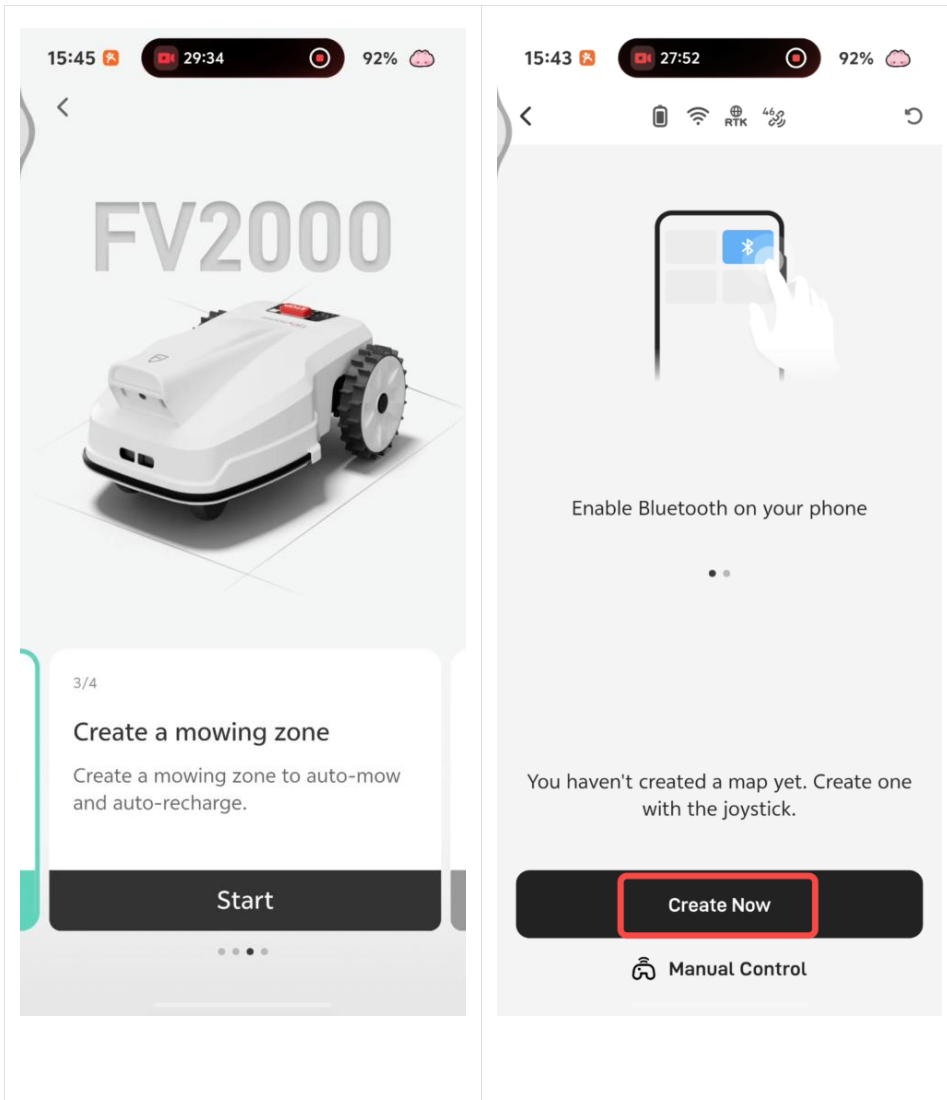 15:45
29:34
92%
FV2000
3/4
Create a mowing zone
Create a mowing zone to auto-mow
and auto-recharge.
Start
15:43
27:52
92%
RTK
Enable Bluetooth on your phone
You haven't created a map yet. Create one
with the joystick.
Create Now
Manual Control